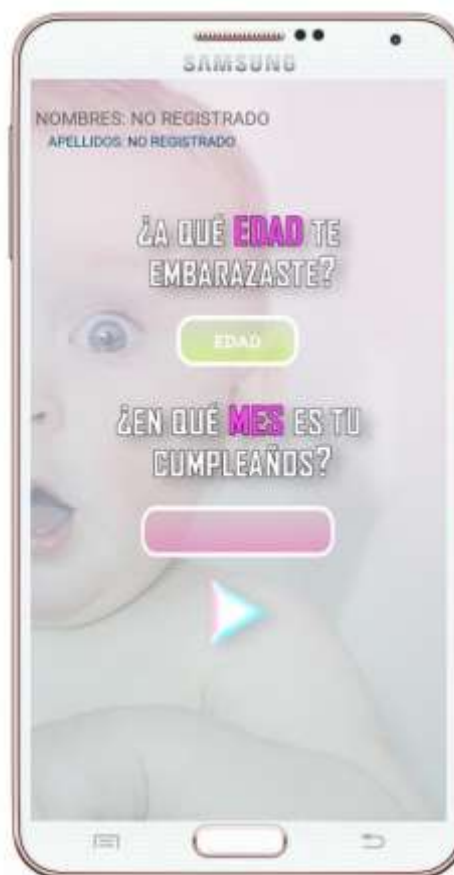 SAMSUNG
NOMBRES: NO REGISTRADO
APELLIDOS: NO REGISTRADO
¿A QUÉ EDAD TE
EMBARAZASTE?
EDAD
¿EN QUÉ MES ES TU
CUMPLEAÑOS?